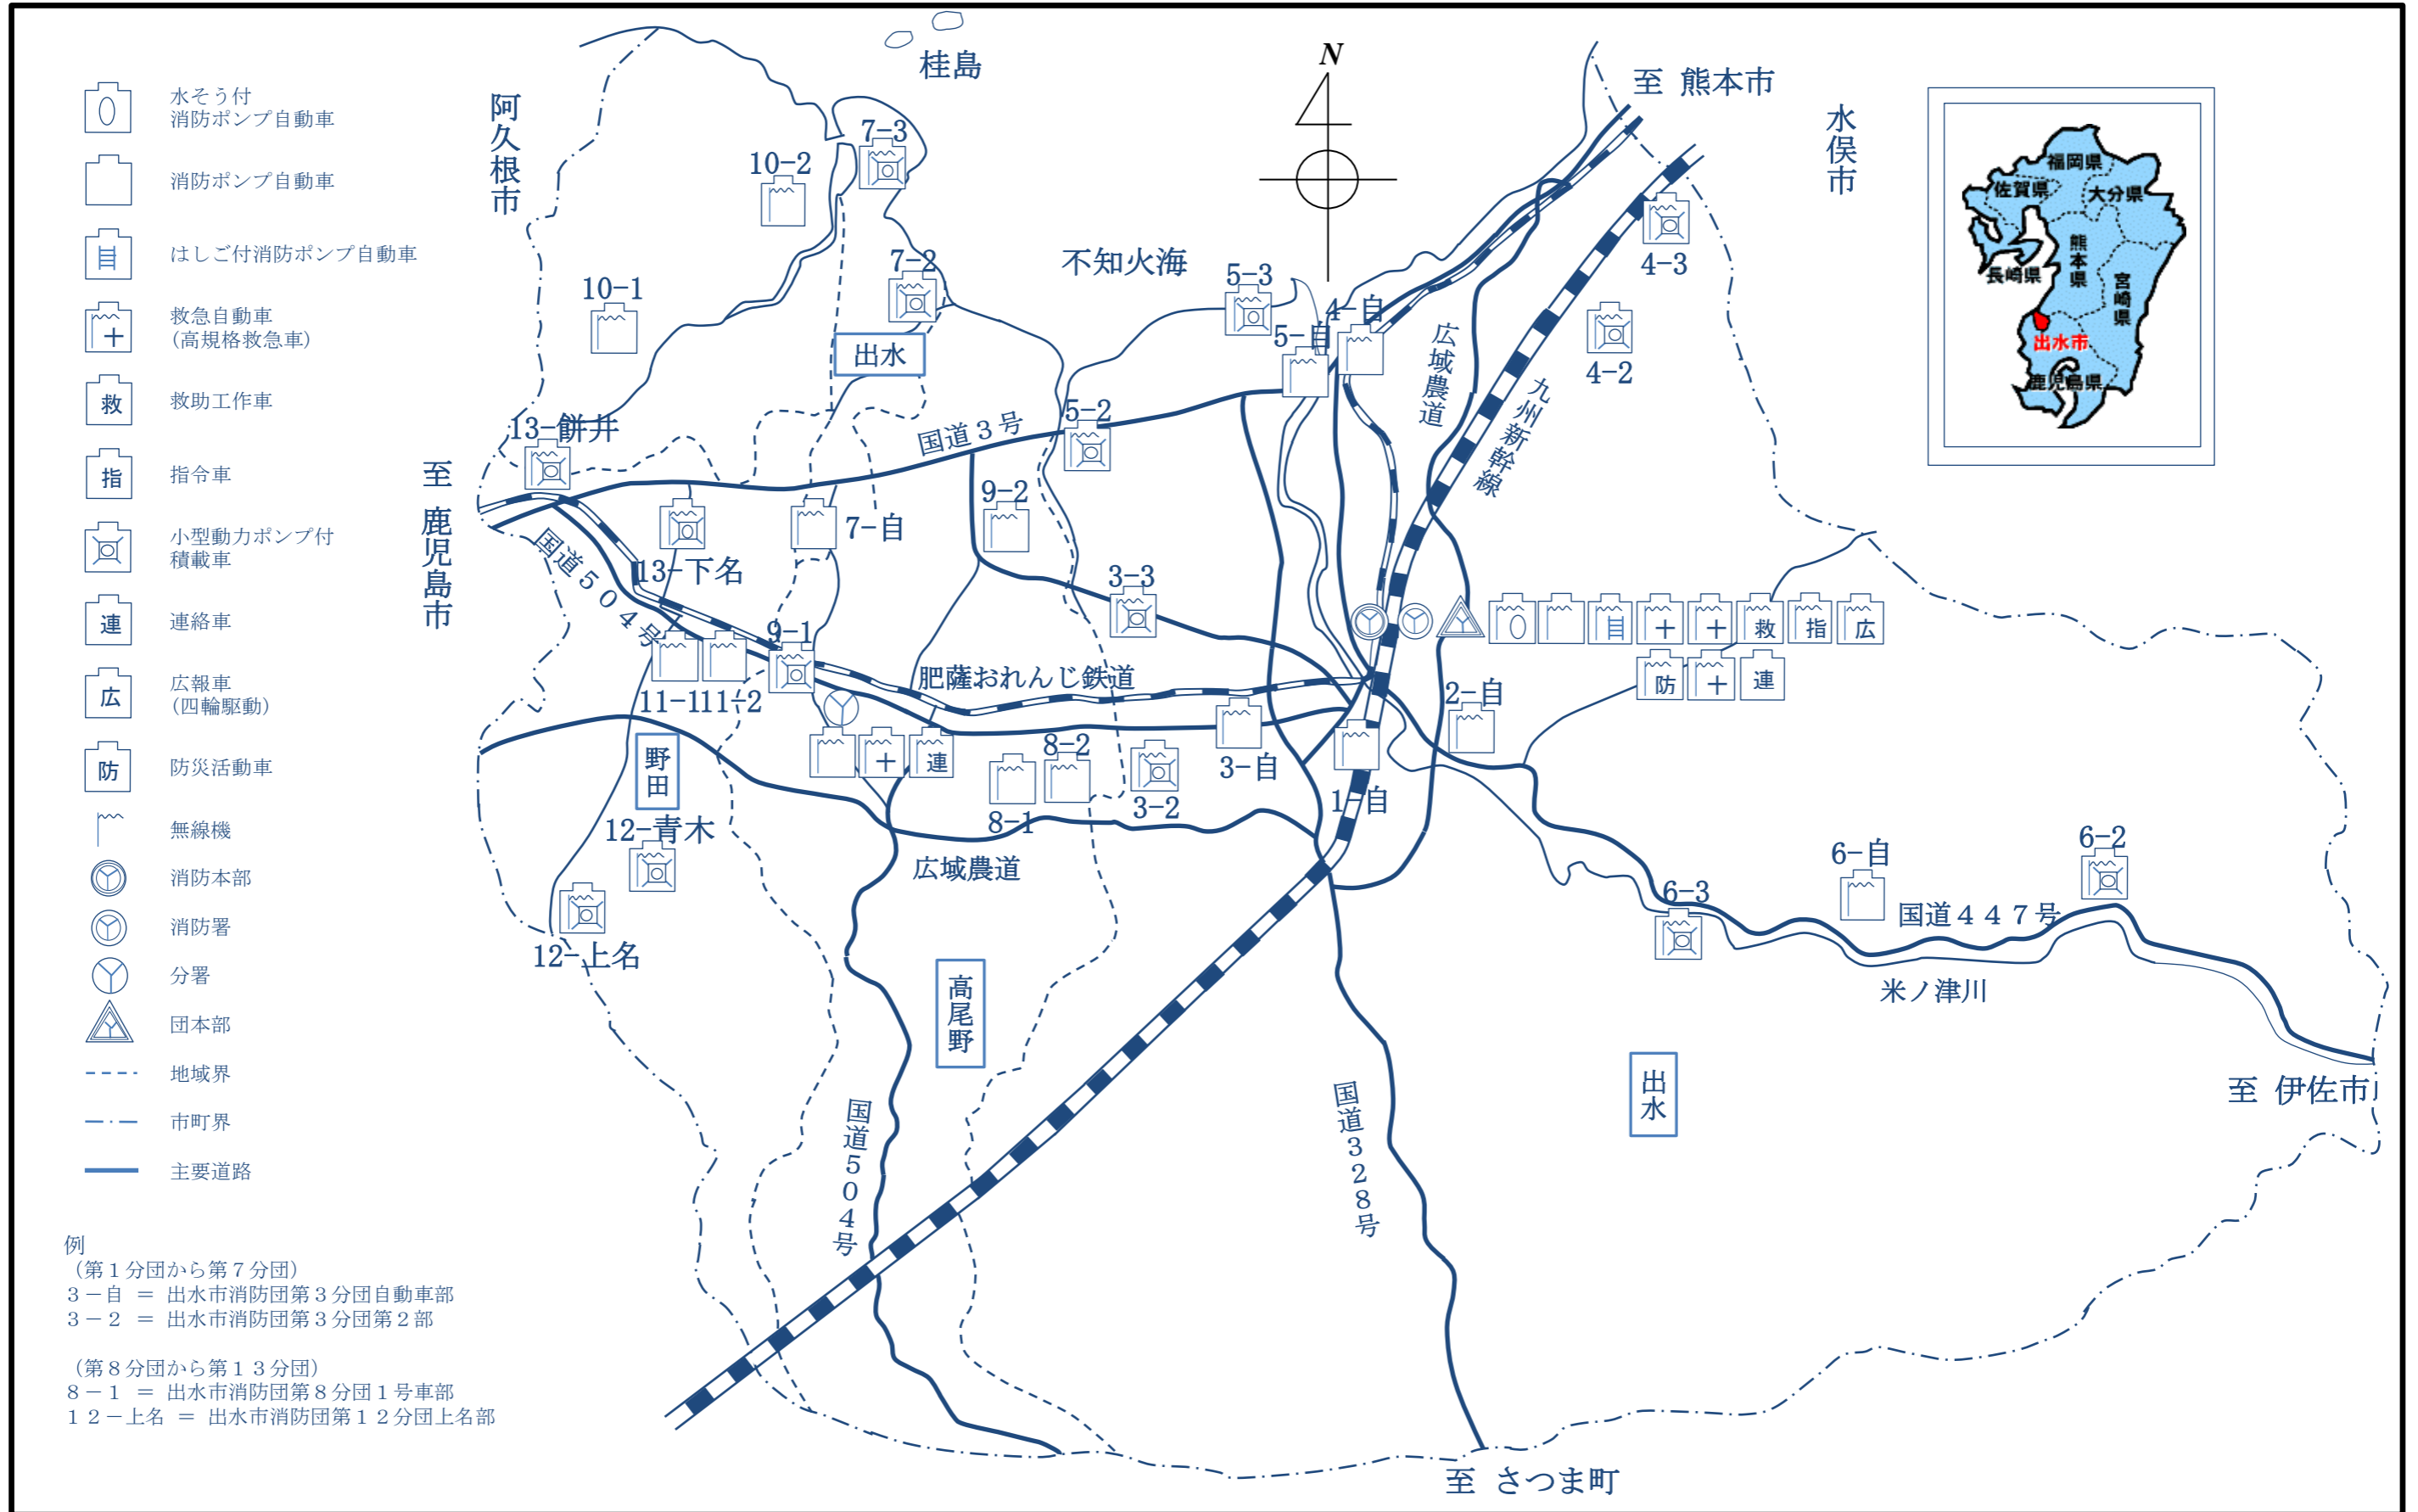 水そう付
消防ポンプ自動車
消防ポンプ自動車
はしご付消防ポンプ自動車
十
救急自動車
(高規格救急車)
救
救助工作車
指
指令車
小型動力ポンプ付
積載車
連
連絡車
広
広報車
(四輪駆動)
防
防災活動車
無線機
消防本部
消防署
分署
団本部
地域界
市町界
主要道路
例
（第１分団から第７分団）
３－自 ＝ 出水市消防団第３分団自動車部
３－２ ＝ 出水市消防団第３分団第２部
（第８分団から第１３分団）
８－１ ＝ 出水市消防団第８分団１号車部
１２－上名 ＝ 出水市消防団第１２分団上名部
桂島
N
至 熊本市
水俣市
阿久根市
7-3
10-2
7-2
10-1
不知火海
5-3
4-自
5-自
4-3
4-2
出水
広域農道
九州新幹線
13-餅井
国道３号
5-2
至 鹿児島市
9-2
7-自
国道５０４号
13-下名
3-3
9-1
11-1
11-2
肥薩おれんじ鉄道
十
十
救
指
広
防
十
連
2-自
野田
十
連
8-2
8-1
3-2
3-自
1-自
12-青木
広域農道
12-上名
6-自
6-2
6-3
国道４４７号
米ノ津川
高尾野
出水
至 伊佐市
国道５０４号
国道３２８号
至 さつま町
福岡県
佐賀県
大分県
熊本県
長崎県
宮崎県
出水市
鹿児島県